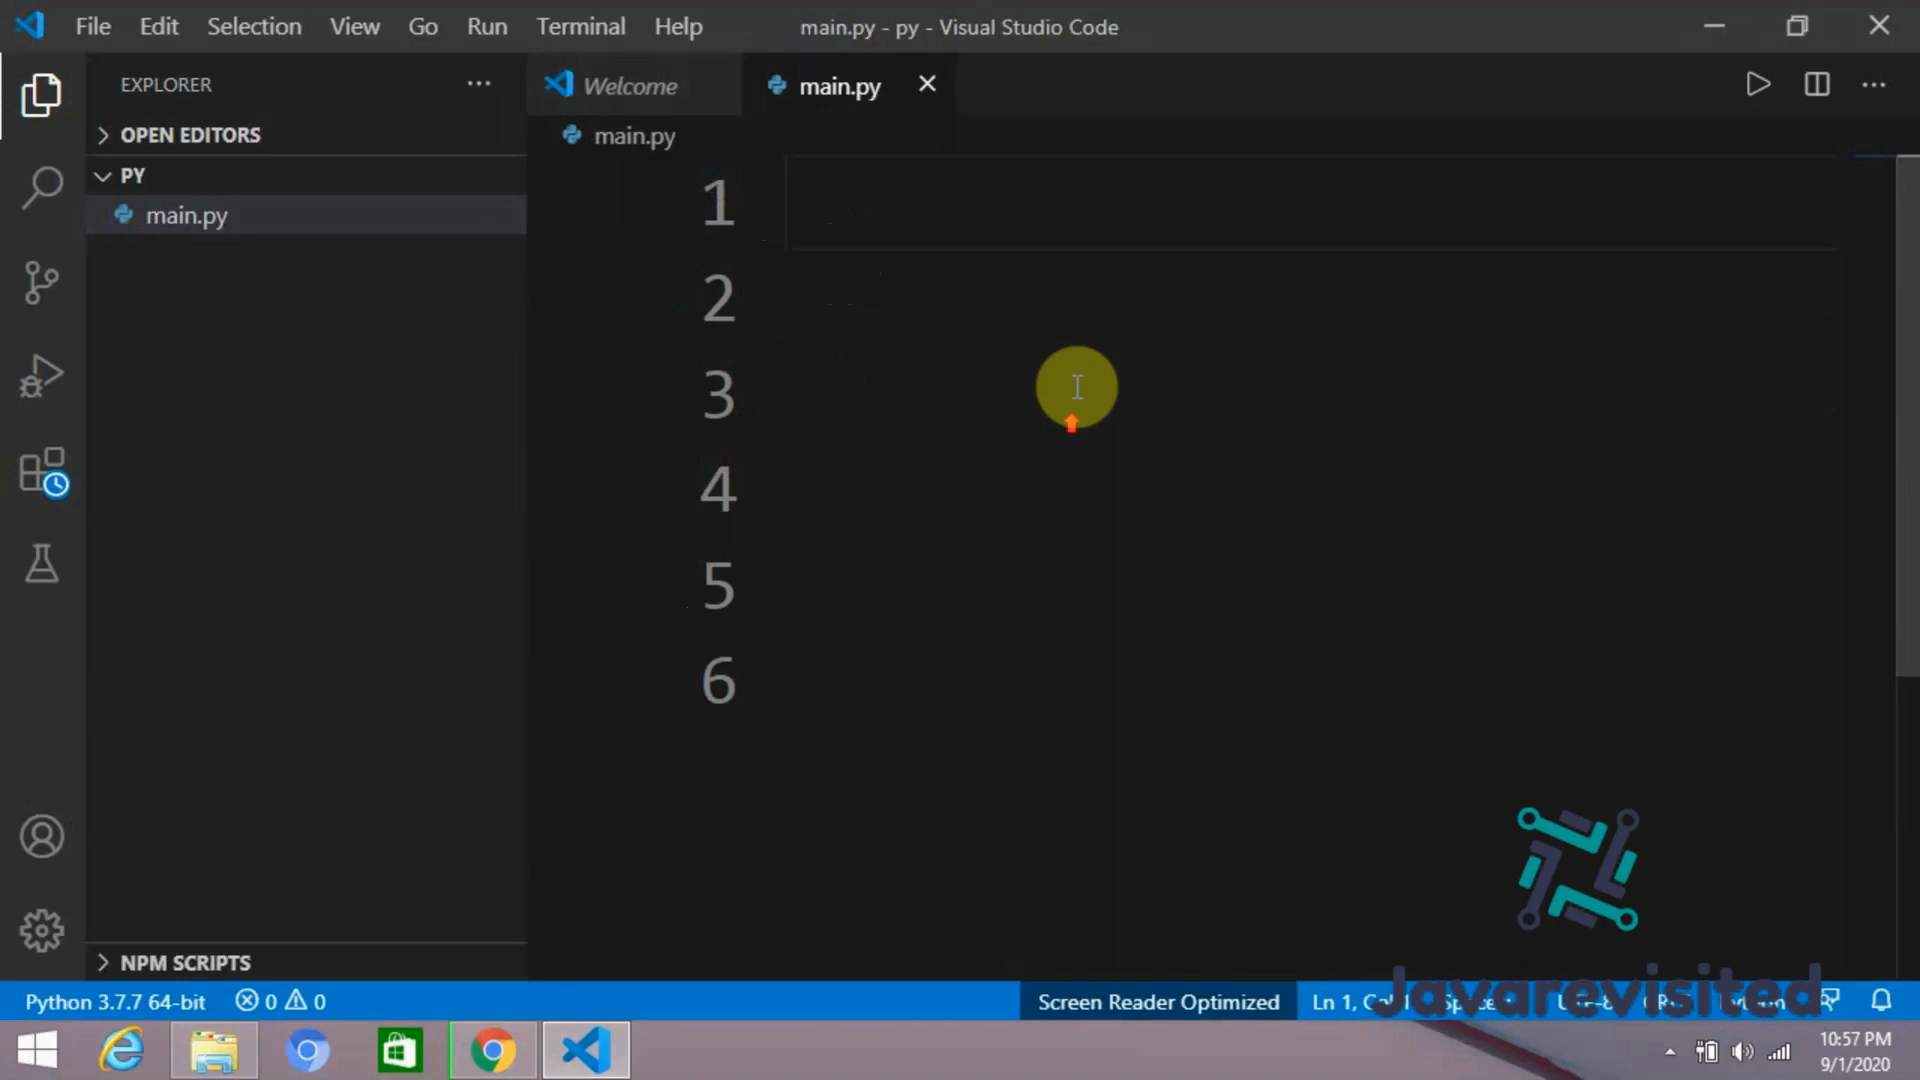 File Edit Selection View Go Run Terminal Help main.py - py - Visual Studio Code
EXPLORER
OPEN EDITORS
PY
main.py
NPM SCRIPTS
Welcome main.py
main.py
1
2
3
4
5
6
Javarevisited
Python 3.7.7 64-bit 0 0 Screen Reader Optimized Ln 1,
10:57 PM
9/1/2020